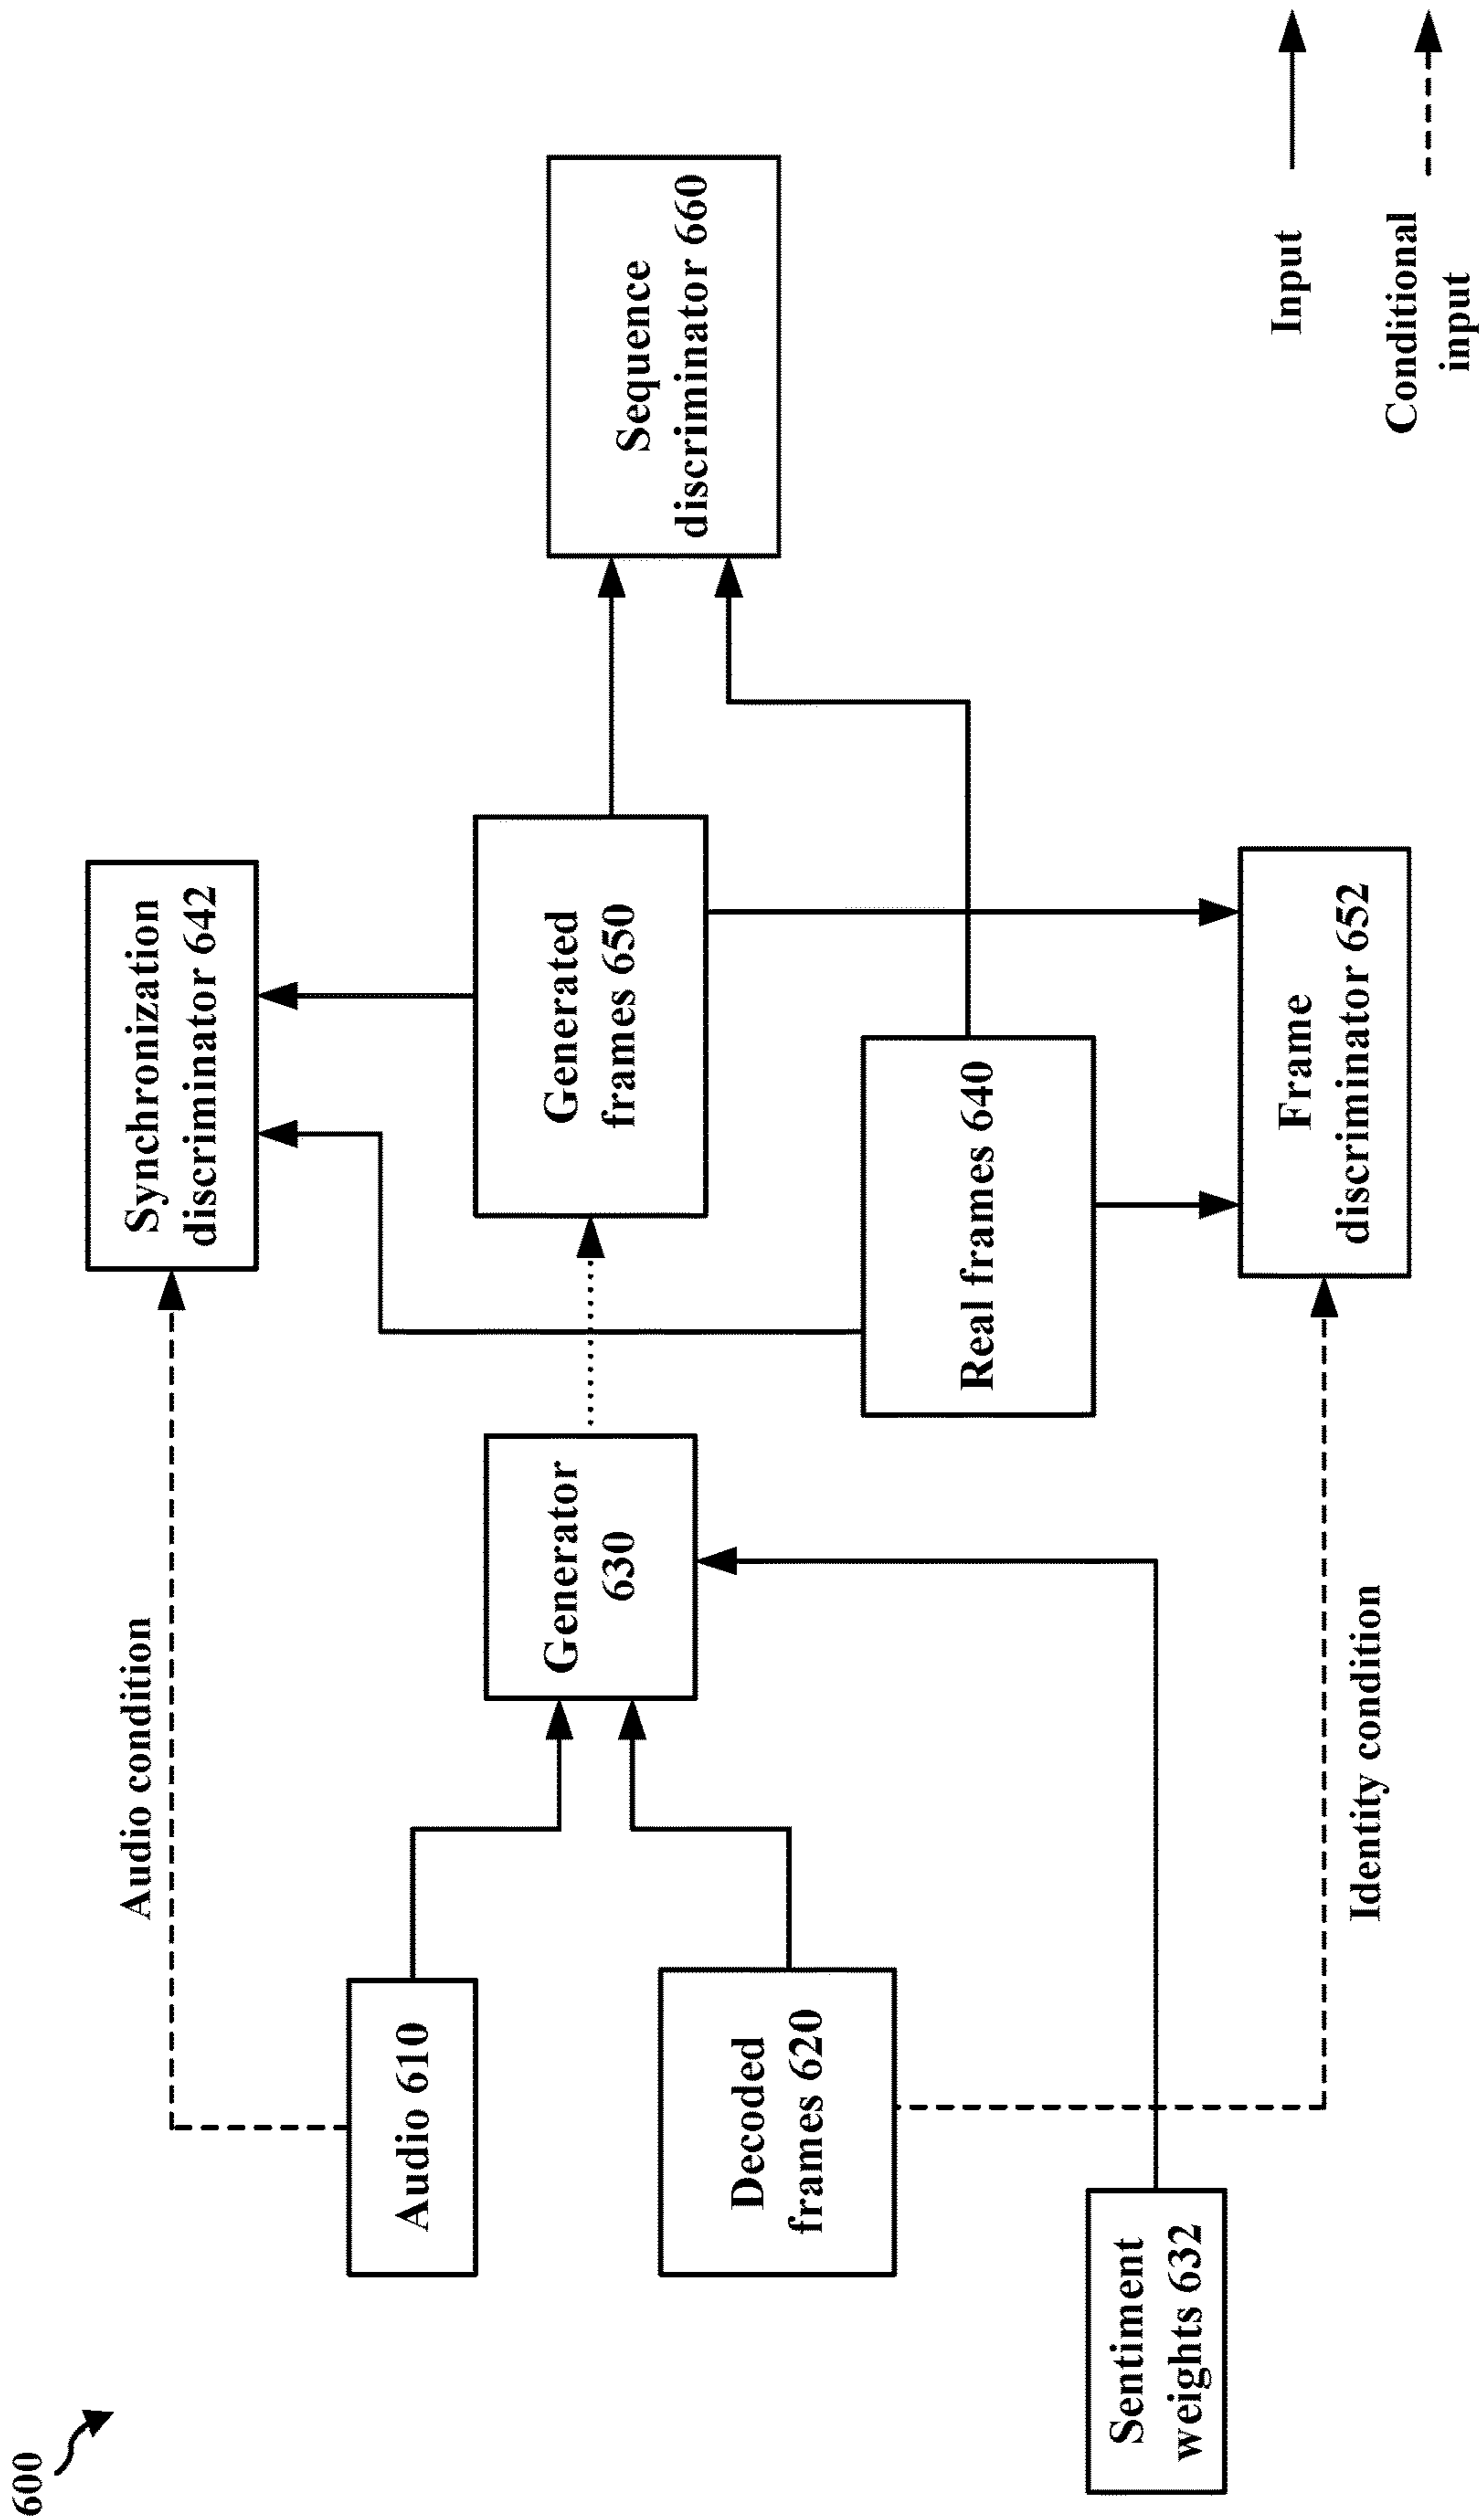 600
Audio condition
Synchronization
discriminator 642
Audio 610
Generator
630
Generated
frames 650
Sequence
discriminator 660
Decoded
frames 620
Real frames 640
Sentiment
weights 632
Frame
discriminator 652
Identity condition
Input
Conditional
input